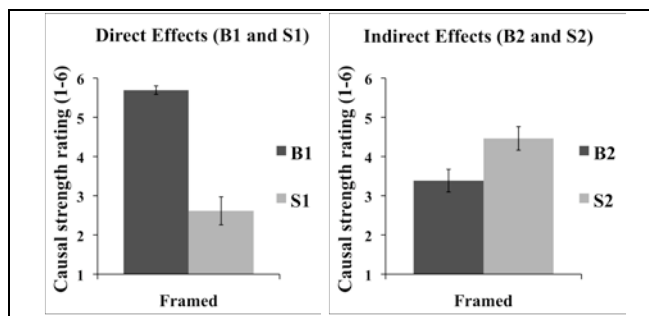 Direct Effects (B1 and S1)
Causal strength rating (1-6)
6
5
4
3
2
1
B1
S1
Framed
Indirect Effects (B2 and S2)
Causal strength rating (1-6)
6
5
4
3
2
1
B2
S2
Framed